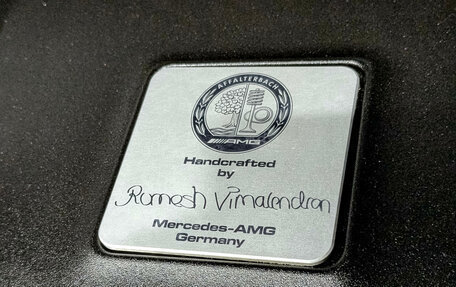 AFFALTERBACH
AMG
Handcrafted
by
Ramesh Vimalendran
Mercedes-AMG
Germany